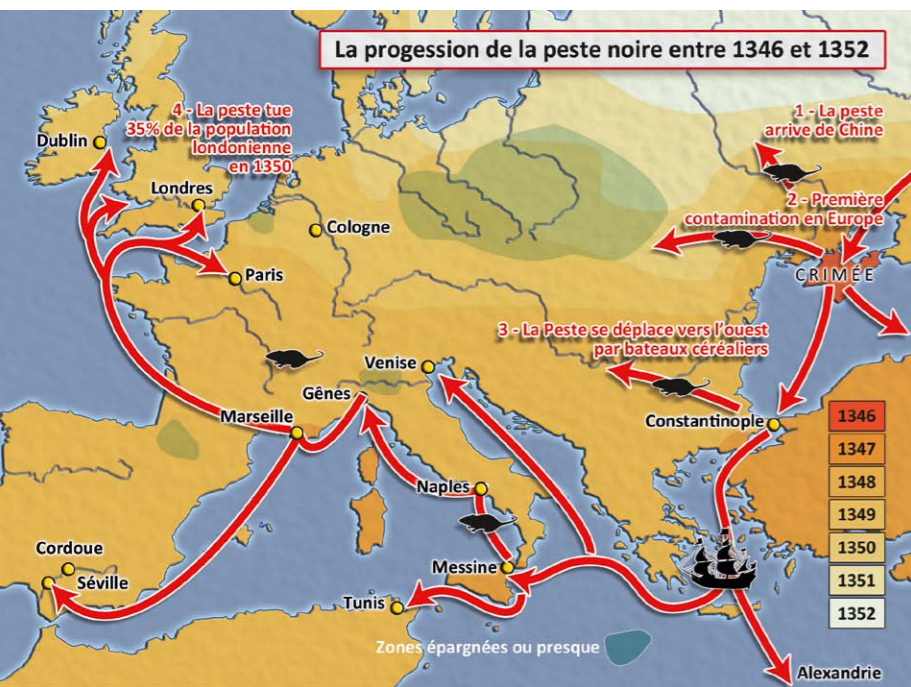 La progession de la peste noire entre 1346 et 1352
4 - La peste tue
35% de la population
londonienne
en 1350
1 - La peste
arrive de Chine
Dublin
Londres
2 - Première
contamination en Europe
Cologne
Paris
CRIMÉE
3 - La Peste se déplace vers l'ouest
par bateaux céréaliers
Venise
Gênes
Marseille
Constantinople
1346
1347
1348
1349
1350
1351
1352
Naples
Cordoue
Séville
Messine
Tunis
Zones épargnées ou presque
Alexandrie